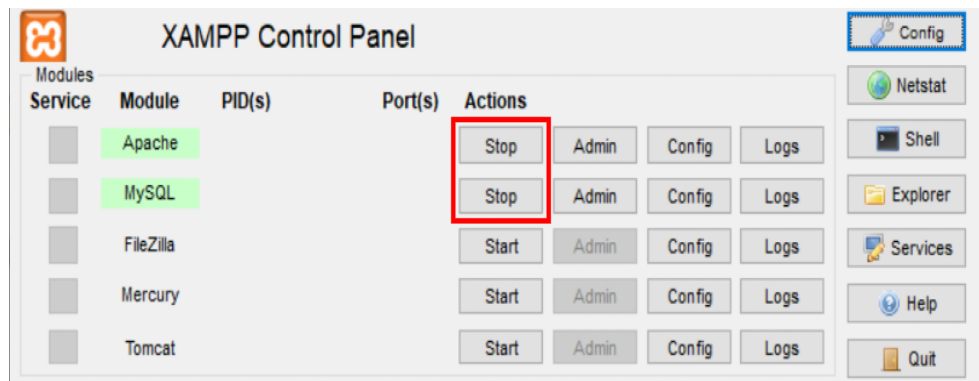 XAMPP Control Panel
Config
Modules
Service Module PID(s) Port(s) Actions
Netstat
Apache Stop Admin Config Logs
Shell
MySQL Stop Admin Config Logs
Explorer
FileZilla Start Admin Config Logs
Services
Mercury Start Admin Config Logs
Help
Tomcat Start Admin Config Logs
Quit